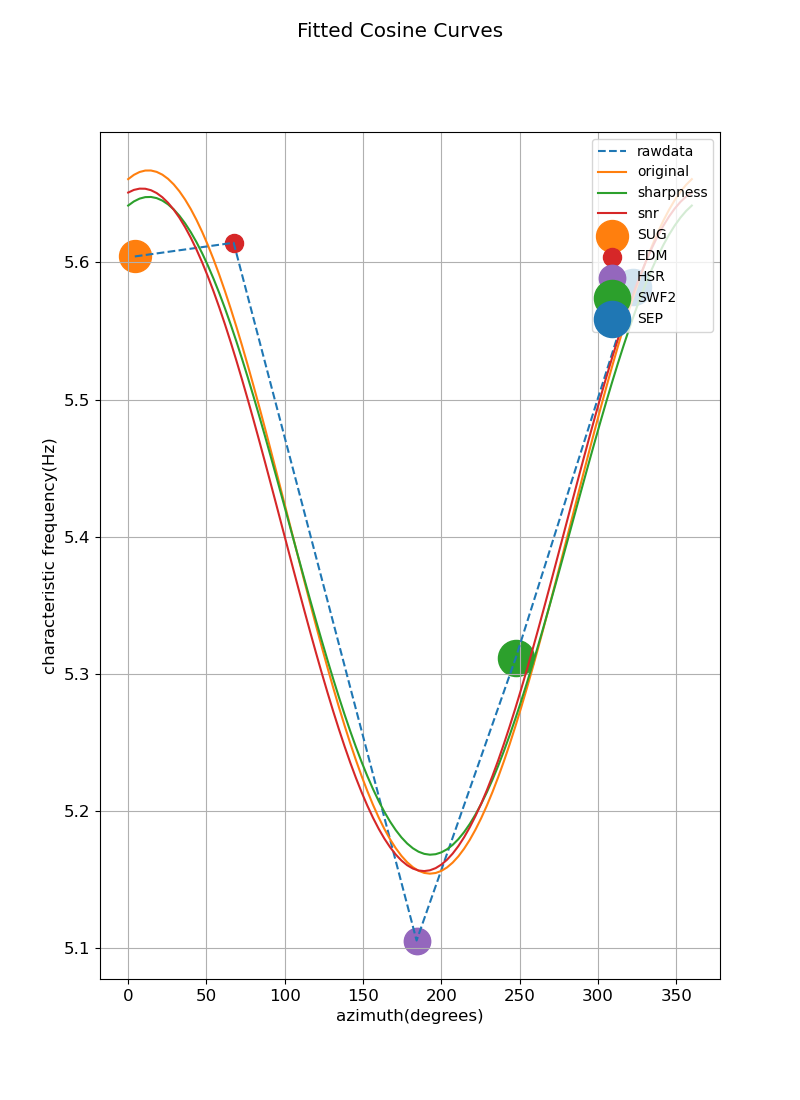 Fitted Cosine Curves
rawdata
original
sharpness
snr
SUG
EDM
HSR
SWF2
SEP
characteristic frequency(Hz)
5.6
5.5
5.4
5.3
5.2
5.1
0 50 100 150 200 250 300 350
azimuth(degrees)